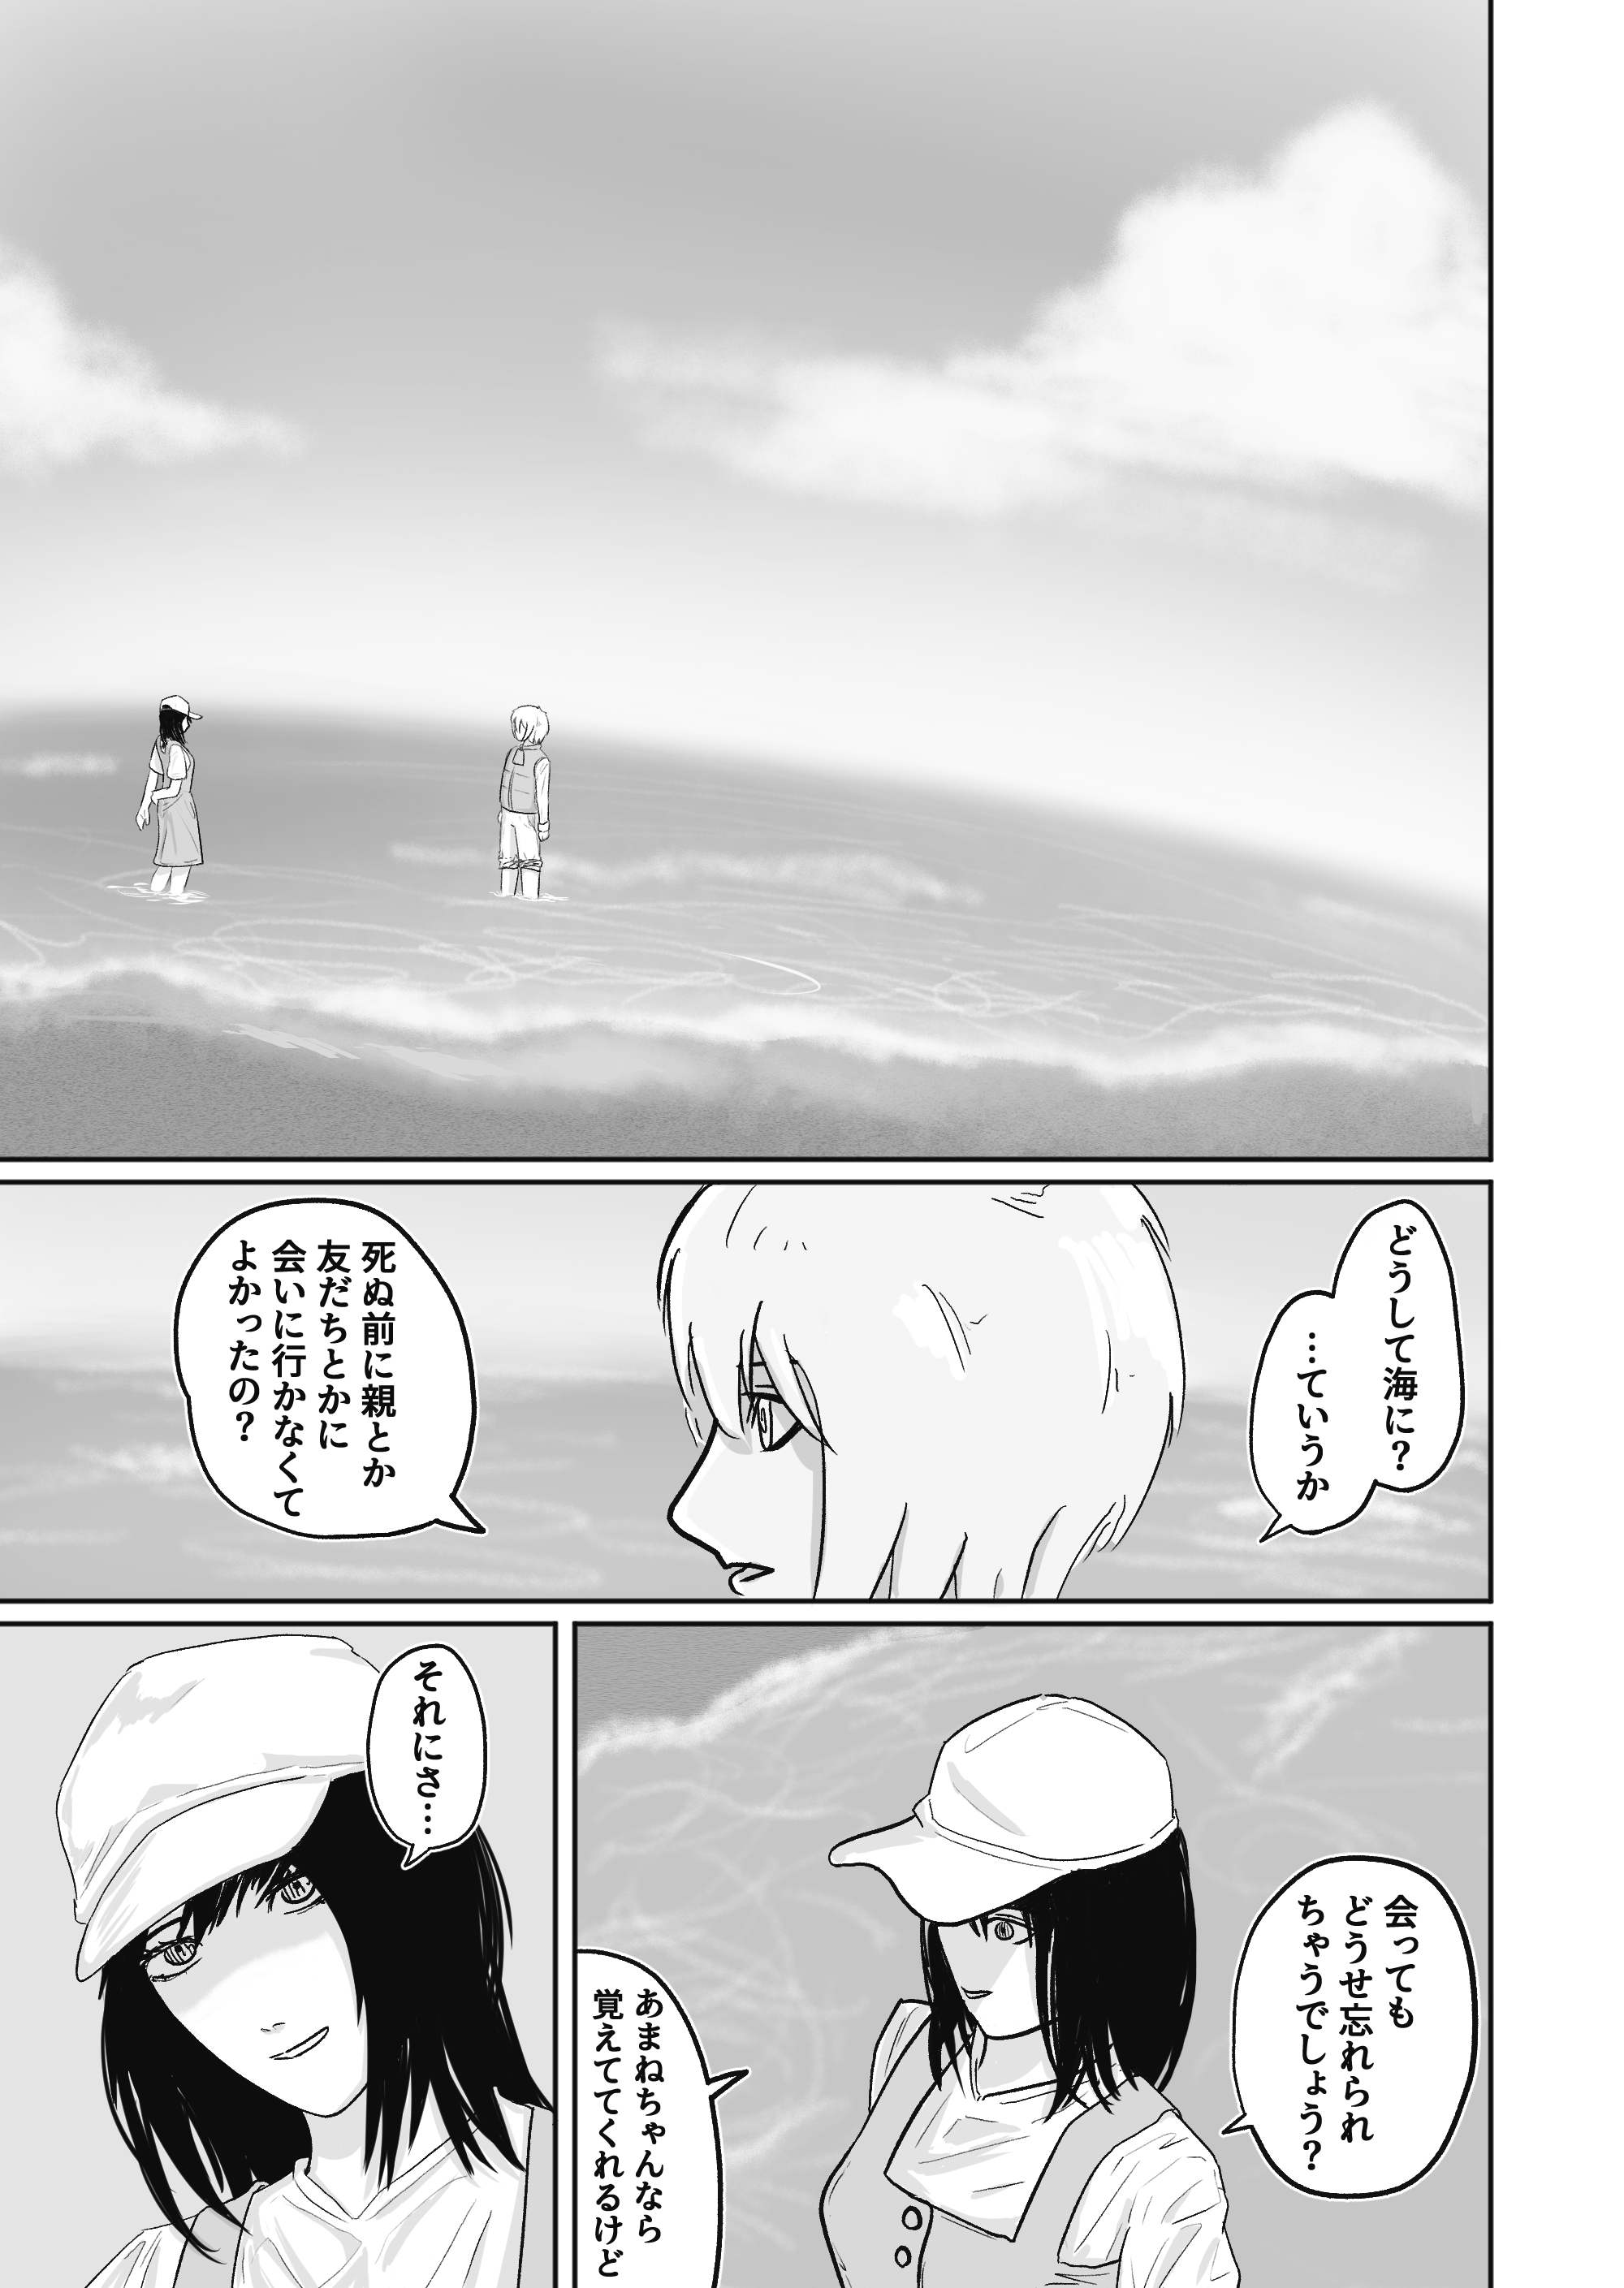 どうして海に？
…ていうか
死ぬ前に親とか
友だちとかに
会いに行かなくて
よかったの？
会っても
どうせ忘れられ
ちゃうでしょう？
あまねちゃんなら
覚えててくれるけど
それにさ…